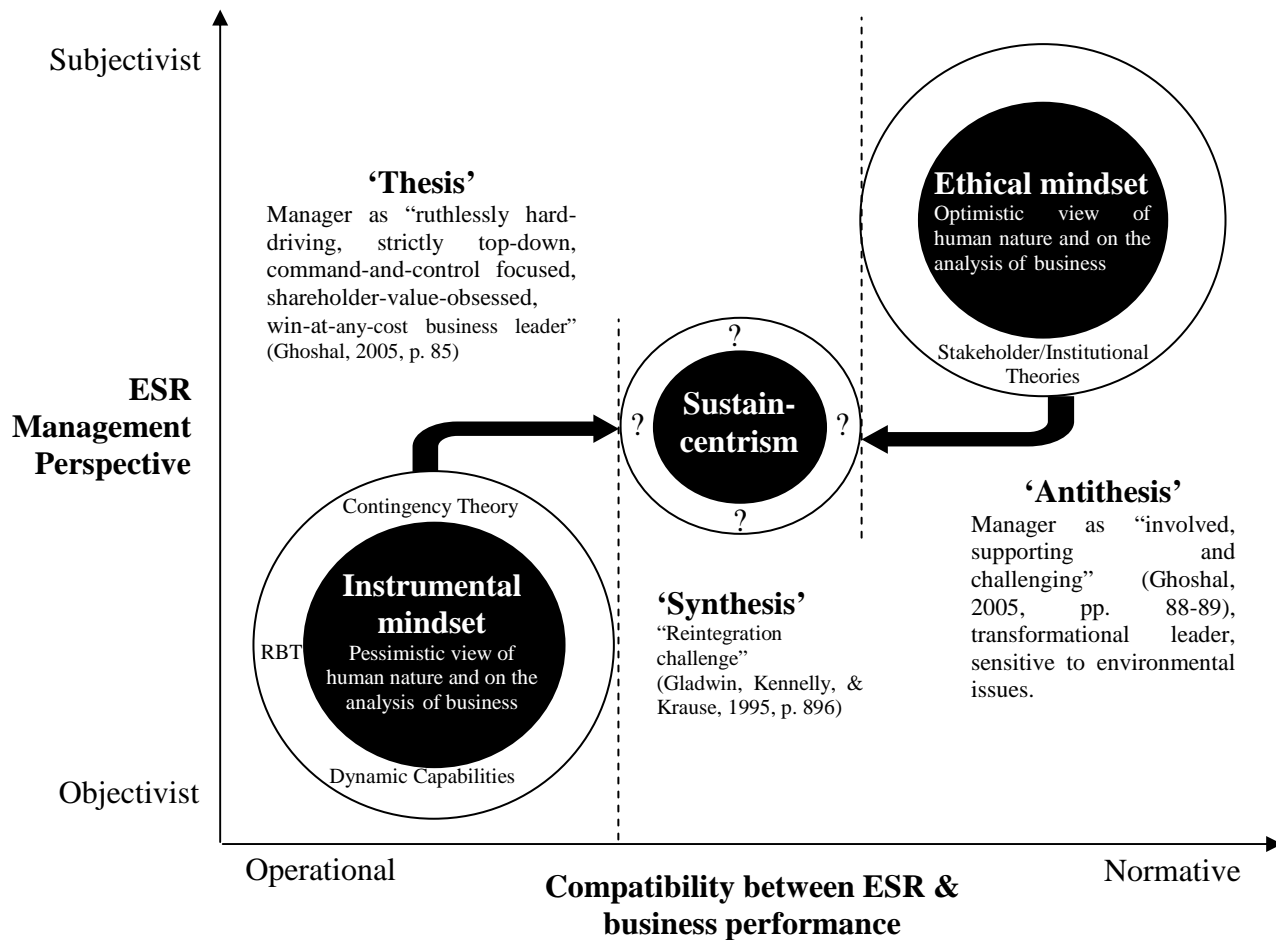 Subjectivist
‘Thesis’
Manager as “ruthlessly hard-
driving, strictly top-down,
command-and-control focused,
shareholder-value-obsessed,
win-at-any-cost business leader”
(Ghoshal, 2005, p. 85)
Ethical mindset
Optimistic view of
human nature and on the
analysis of business
Stakeholder/Institutional
Theories
ESR
Management
Perspective
?
?
Sustain-
centrism
?
?
‘Antithesis’
Manager as “involved,
supporting and
challenging” (Ghoshal,
2005, pp. 88-89),
transformational leader,
sensitive to environmental
issues.
Contingency Theory
Instrumental
mindset
RBT
Pessimistic view of
human nature and on the
analysis of business
Dynamic Capabilities
‘Synthesis’
“Reintegration
challenge”
(Gladwin, Kennelly, &
Krause, 1995, p. 896)
Objectivist
Operational
Normative
Compatibility between ESR &
business performance